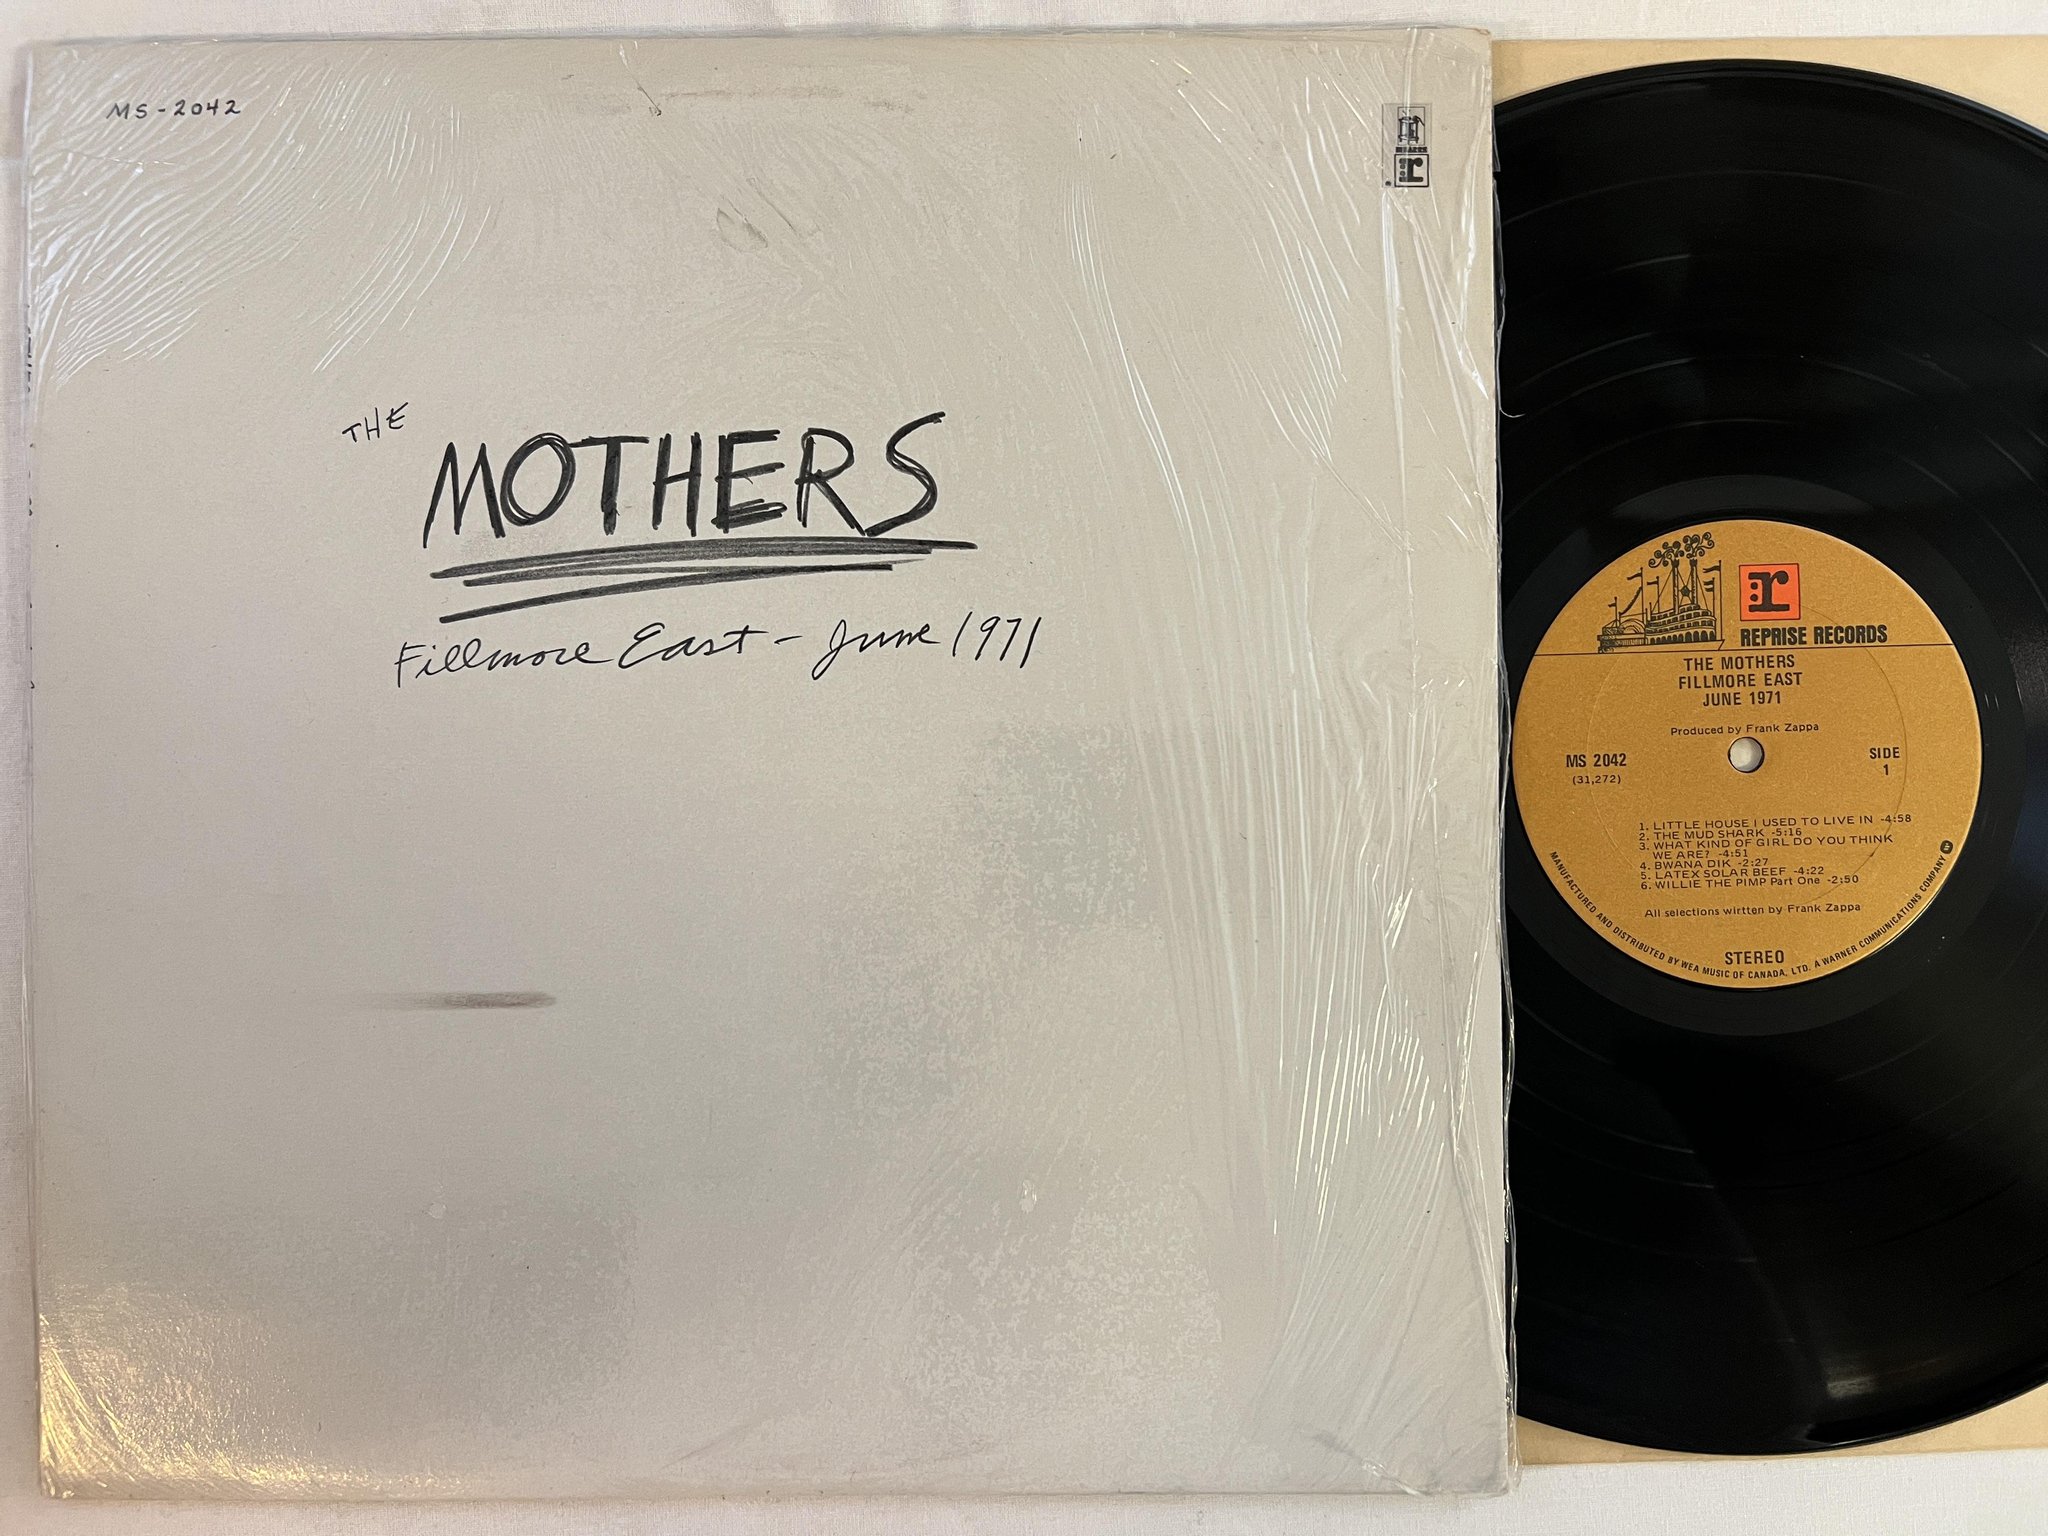 MS-2042
BIZARRE
r
THE
MOTHERS
Fillmore East - June 1971
r
REPRISE RECORDS
THE MOTHERS
FILLMORE EAST
JUNE 1971
Produced by Frank Zappa
MS 2042
(31,272)
SIDE
1
1. LITTLE HOUSE I USED TO LIVE IN -4:58
2. THE MUD SHARK -5:16
3. WHAT KIND OF GIRL DO YOU THINK
WE ARE? -4:51
4. BWANA DIK -2:27
5. LATEX SOLAR BEEF -4:22
6. WILLIE THE PIMP Part One -2:50
All selections wirtten by Frank Zappa
STEREO
MANUFACTURED AND DISTRIBUTED BY WEA MUSIC OF CANADA, LTD. A WARNER COMMUNICATIONS COMPANY